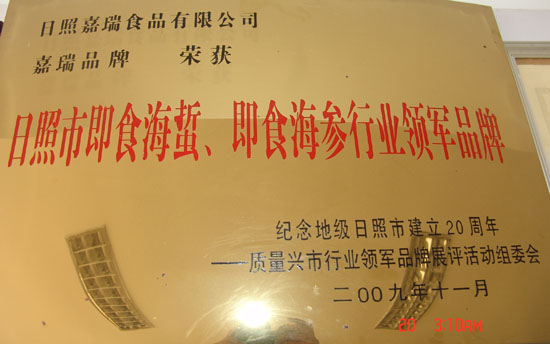 日照嘉瑞食品有限公司
嘉瑞品牌 荣获
日照市即食海蜇、即食海参行业领军品牌
纪念地级日照市建立20周年
——质量兴市行业领军品牌展评活动组委会
二00九年十一月
20 3:10AM